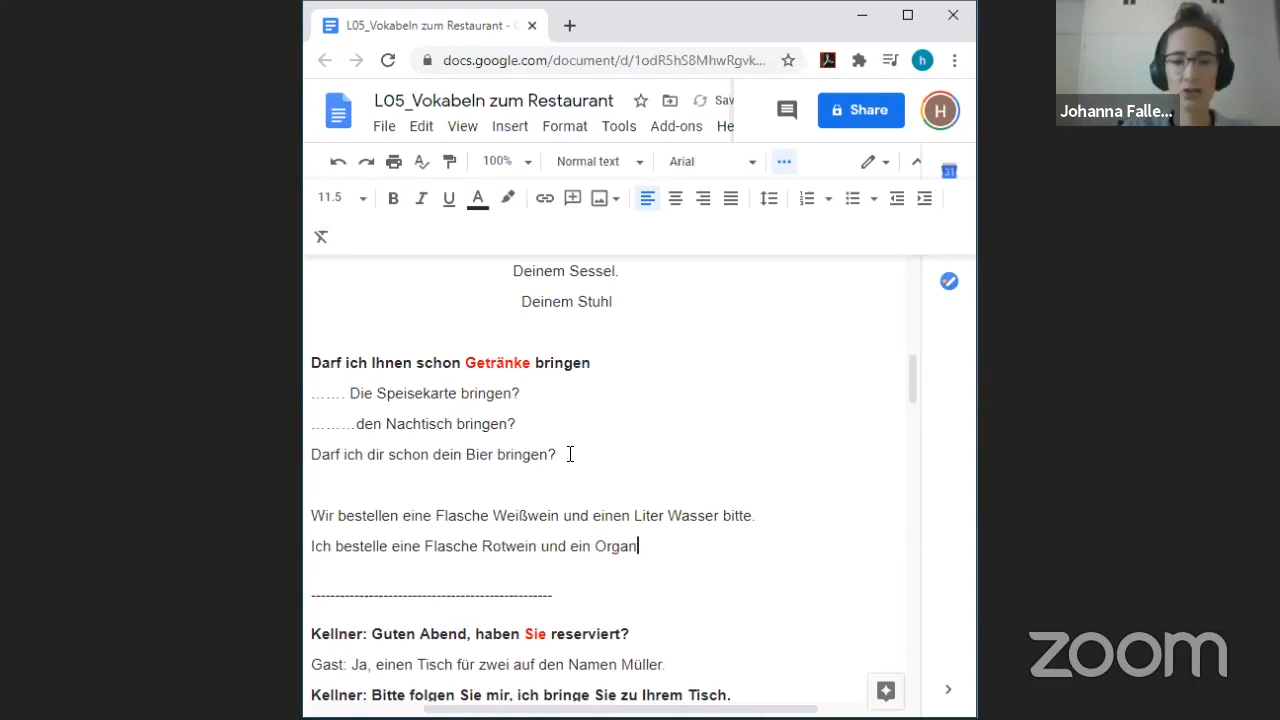 L05_Vokabeln zum Restaurant - G
docs.google.com/document/d/1odR5hS8MhwRgvk...
h
L05_Vokabeln zum Restaurant
Sav
File Edit View Insert Format Tools Add-ons He
Share
H
100% Normal text Arial
31
11.5 B I U A
Deinem Sessel.
Deinem Stuhl
Darf ich Ihnen schon Getränke bringen
……. Die Speisekarte bringen?
………den Nachtisch bringen?
Darf ich dir schon dein Bier bringen?
Wir bestellen eine Flasche Weißwein und einen Liter Wasser bitte.
Ich bestelle eine Flasche Rotwein und ein Organ
-------------------------------------------------
Kellner: Guten Abend, haben Sie reserviert?
Gast: Ja, einen Tisch für zwei auf den Namen Müller.
Kellner: Bitte folgen Sie mir, ich bringe Sie zu Ihrem Tisch.
Johanna Falle...
zoom